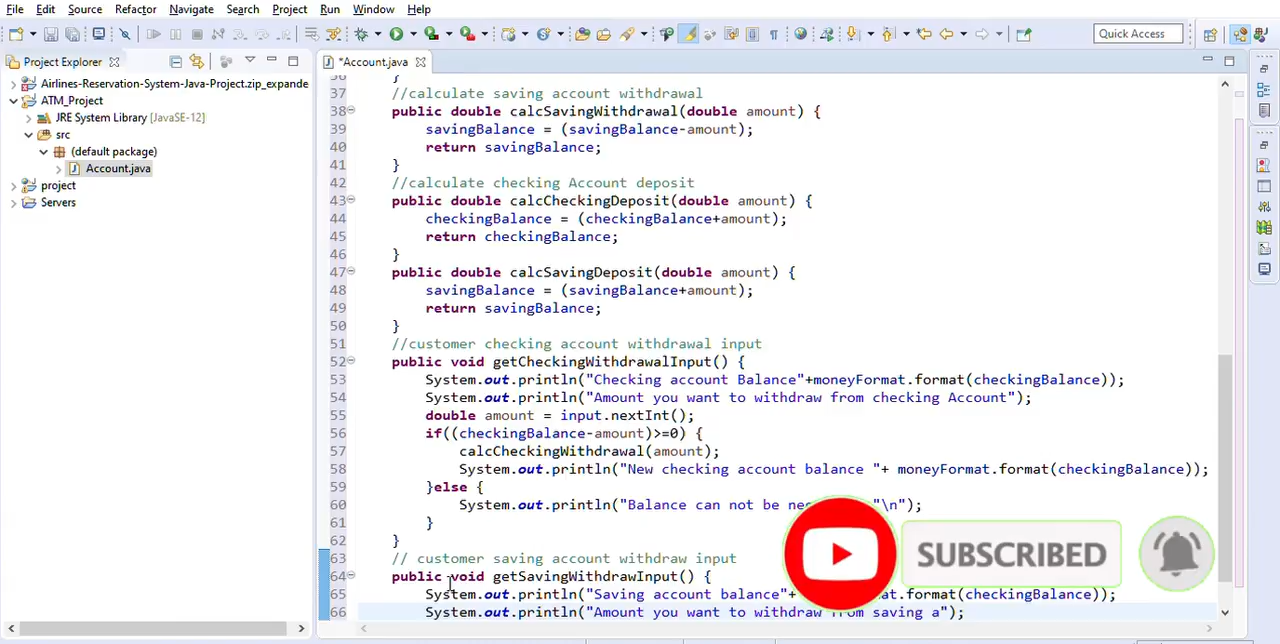 File Edit Source Refactor Navigate Search Project Run Window Help
Quick Access
Project Explorer
*Account.java
Airlines-Reservation-System-Java-Project.zip_expande
ATM_Project
JRE System Library [JavaSE-12]
src
(default package)
Account.java
project
Servers
36 }
37 //calculate saving account withdrawal
38 public double calcSavingWithdrawal(double amount) {
39 savingBalance = (savingBalance-amount);
40 return savingBalance;
41 }
42 //calculate checking Account deposit
43 public double calcCheckingDeposit(double amount) {
44 checkingBalance = (checkingBalance+amount);
45 return checkingBalance;
46 }
47 public double calcSavingDeposit(double amount) {
48 savingBalance = (savingBalance+amount);
49 return savingBalance;
50 }
51 //customer checking account withdrawal input
52 public void getCheckingWithdrawalInput() {
53 System.out.println("Checking account Balance"+moneyFormat.format(checkingBalance));
54 System.out.println("Amount you want to withdraw from checking Account");
55 double amount = input.nextInt();
56 if((checkingBalance-amount)>=0) {
57 calcCheckingWithdrawal(amount);
58 System.out.println("New checking account balance "+ moneyFormat.format(checkingBalance));
59 }else {
60 System.out.println("Balance can not be "\n");
61 }
62 }
63 // customer saving account withdraw input
64 public void getSavingWithdrawInput() {
65 System.out.println("Saving account balance"+ .format(checkingBalance));
66 System.out.println("Amount you want to withdraw from saving a");
SUBSCRIBED